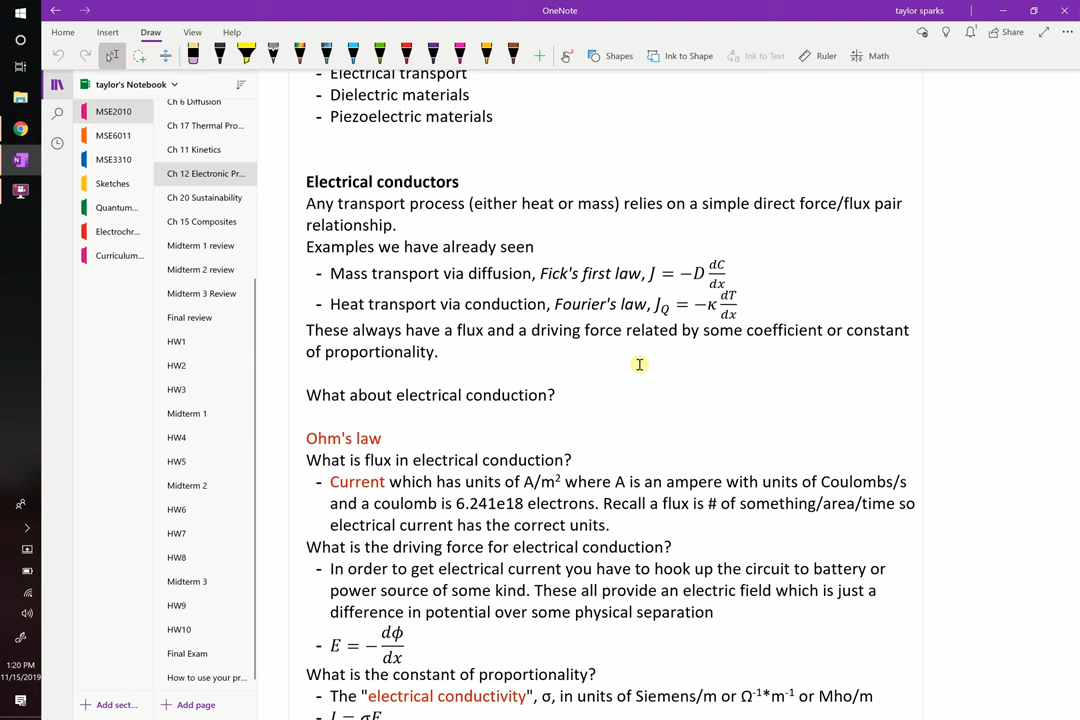 OneNote
taylor sparks
Home
Insert
Draw
View
Help
Share
Shapes
Ink to Shape
Ink to Text
Ruler
Math
taylor's Notebook
MSE2010
MSE6011
MSE3310
Sketches
Quantum...
Electrochr...
Curriculum...
Ch 6 Diffusion
Ch 17 Thermal Pro...
Ch 11 Kinetics
Ch 12 Electronic Pr...
Ch 20 Sustainability
Ch 15 Composites
Midterm 1 review
Midterm 2 review
Midterm 3 Review
Final review
HW1
HW2
HW3
Midterm 1
HW4
HW5
Midterm 2
HW6
HW7
HW8
Midterm 3
HW9
HW10
Final Exam
How to use your pr...
+ Add sect...
+ Add page
- Electrical transport
- Dielectric materials
- Piezoelectric materials
Electrical conductors
Any transport process (either heat or mass) relies on a simple direct force/flux pair
relationship.
Examples we have already seen
- Mass transport via diffusion, Fick's first law, J = −D dC/dx
- Heat transport via conduction, Fourier's law, J_Q = −κ dT/dx
These always have a flux and a driving force related by some coefficient or constant
of proportionality.
What about electrical conduction?
Ohm's law
What is flux in electrical conduction?
- Current which has units of A/m² where A is an ampere with units of Coulombs/s
and a coulomb is 6.241e18 electrons. Recall a flux is # of something/area/time so
electrical current has the correct units.
What is the driving force for electrical conduction?
- In order to get electrical current you have to hook up the circuit to battery or
power source of some kind. These all provide an electric field which is just a
difference in potential over some physical separation
- E = − dϕ/dx
What is the constant of proportionality?
- The "electrical conductivity", σ, in units of Siemens/m or Ω⁻¹*m⁻¹ or Mho/m
- J = σE
1:20 PM
11/15/2019